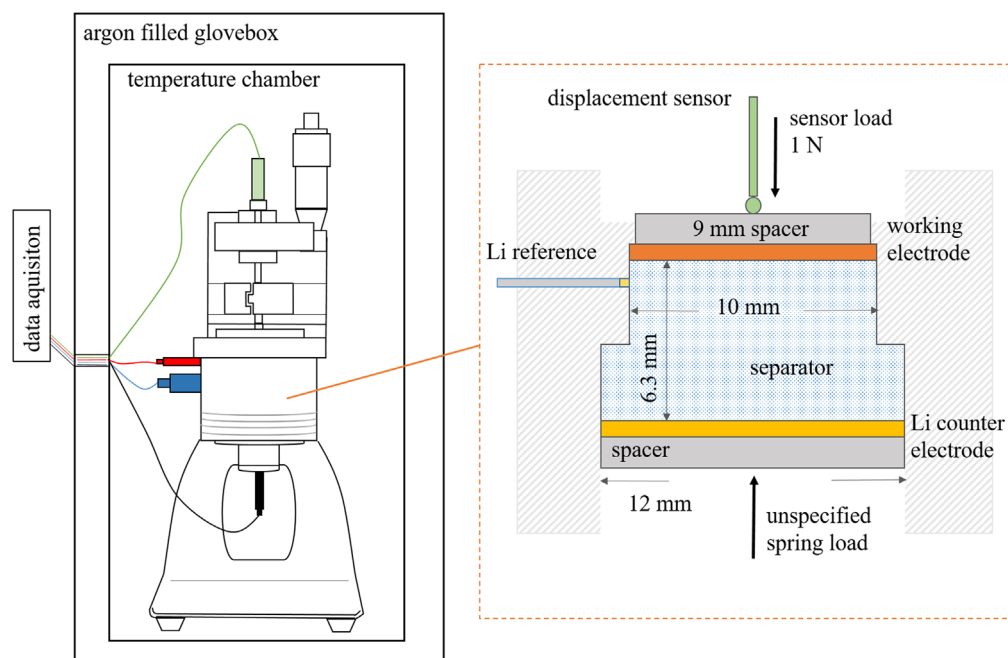 argon filled glovebox
temperature chamber
data aquisiton
displacement sensor
sensor load
1 N
9 mm spacer
working
electrode
Li reference
10 mm
6.3 mm
separator
Li counter
electrode
spacer
12 mm
unspecified
spring load